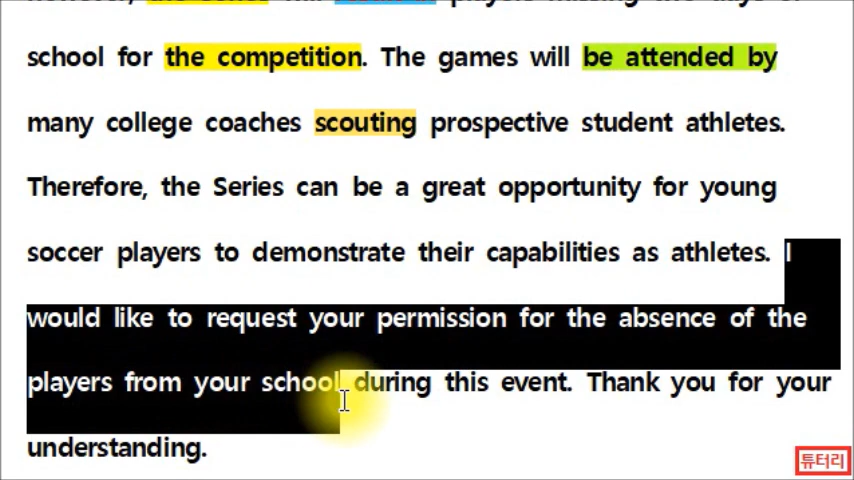 school for the competition. The games will be attended by
many college coaches scouting prospective student athletes.
Therefore, the Series can be a great opportunity for young
soccer players to demonstrate their capabilities as athletes. I
would like to request your permission for the absence of the
players from your school during this event. Thank you for your
understanding.
튜터리